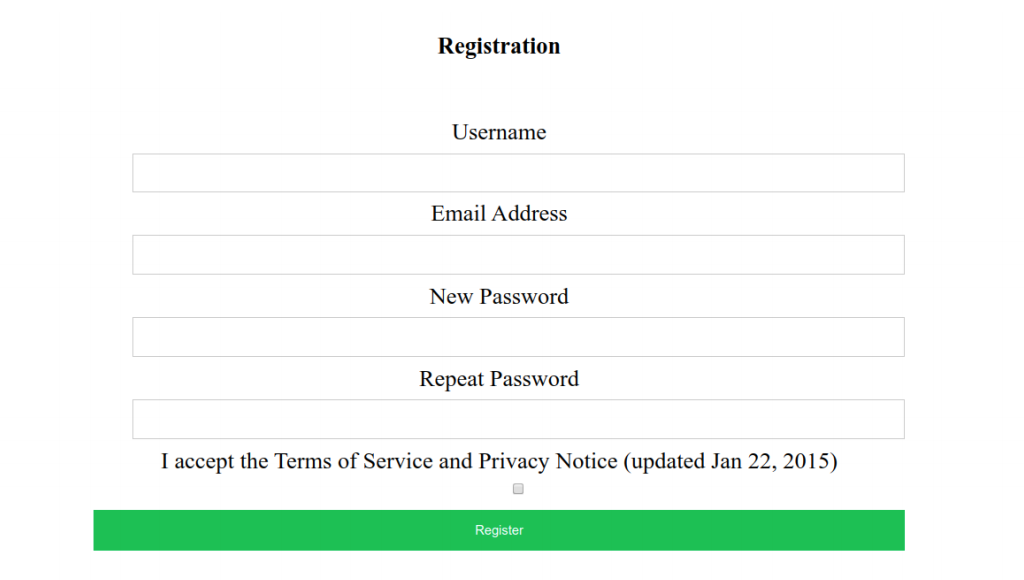 Registration
Username
Email Address
New Password
Repeat Password
I accept the Terms of Service and Privacy Notice (updated Jan 22, 2015)
Register